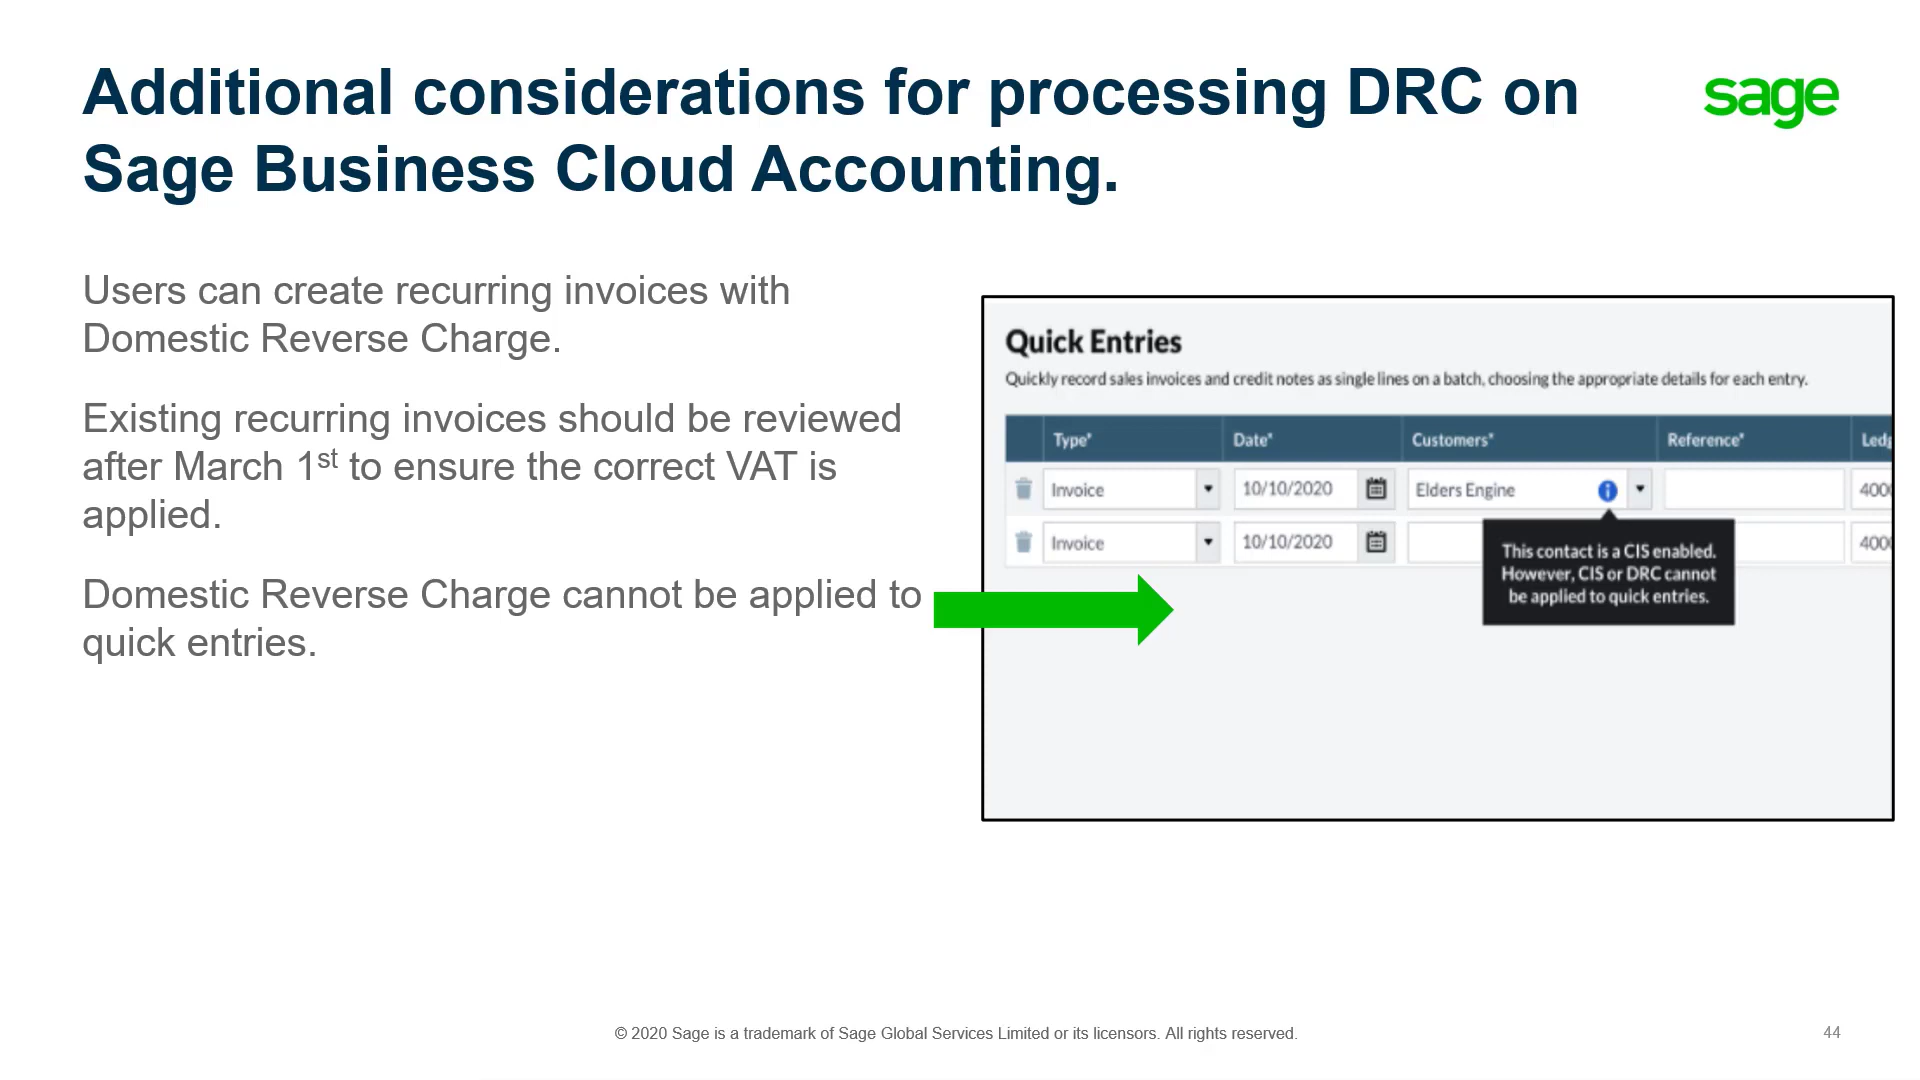 Additional considerations for processing DRC on
Sage Business Cloud Accounting.
sage
Users can create recurring invoices with
Domestic Reverse Charge.
Existing recurring invoices should be reviewed
after March 1st to ensure the correct VAT is
applied.
Domestic Reverse Charge cannot be applied to
quick entries.
Quick Entries
Quickly record sales invoices and credit notes as single lines on a batch, choosing the appropriate details for each entry.
Type* Date* Customers* Reference* Led
Invoice 10/10/2020 Elders Engine 400
Invoice 10/10/2020 400
This contact is a CIS enabled.
However, CIS or DRC cannot
be applied to quick entries.
© 2020 Sage is a trademark of Sage Global Services Limited or its licensors. All rights reserved.
44